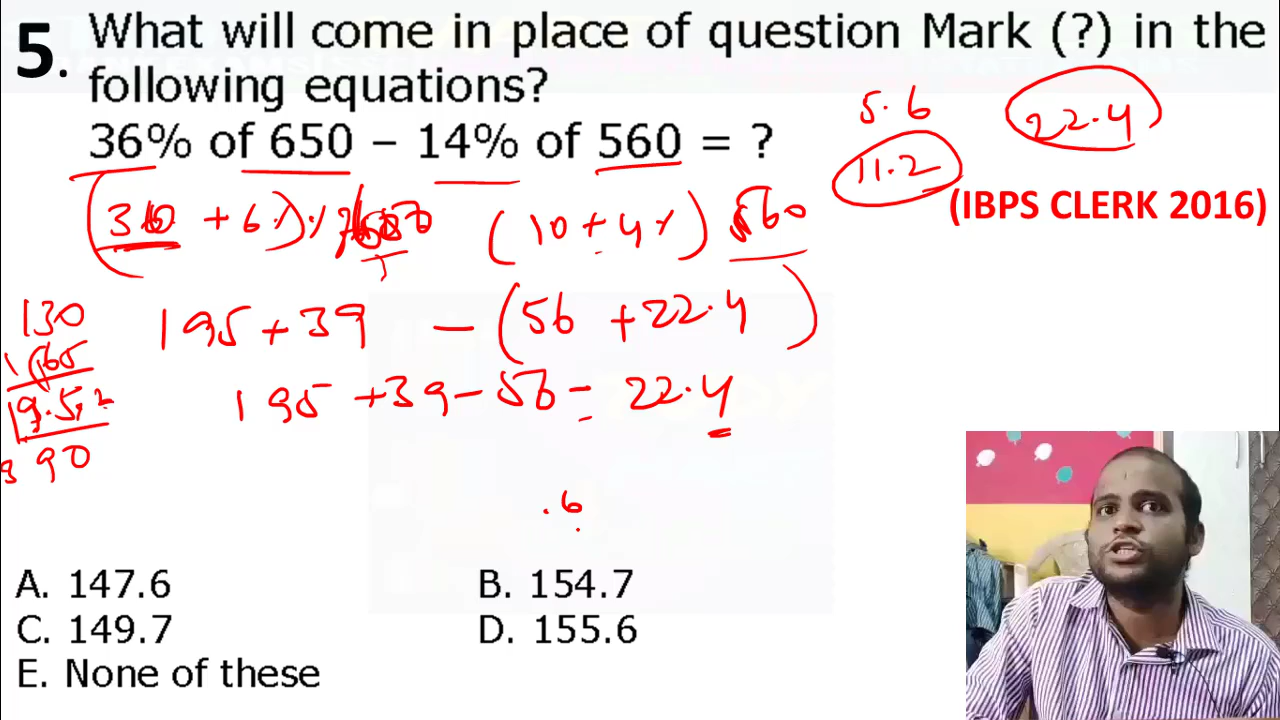 5. What will come in place of question Mark (?) in the
following equations?
36% of 650 – 14% of 560 = ?
5.6
22.4
11.2
(IBPS CLERK 2016)
(10 + 4%) 560
130
195 + 39 – (56 + 22.4)
195 + 39 – 56 = 22.4
90
.6
A. 147.6 B. 154.7
C. 149.7 D. 155.6
E. None of these